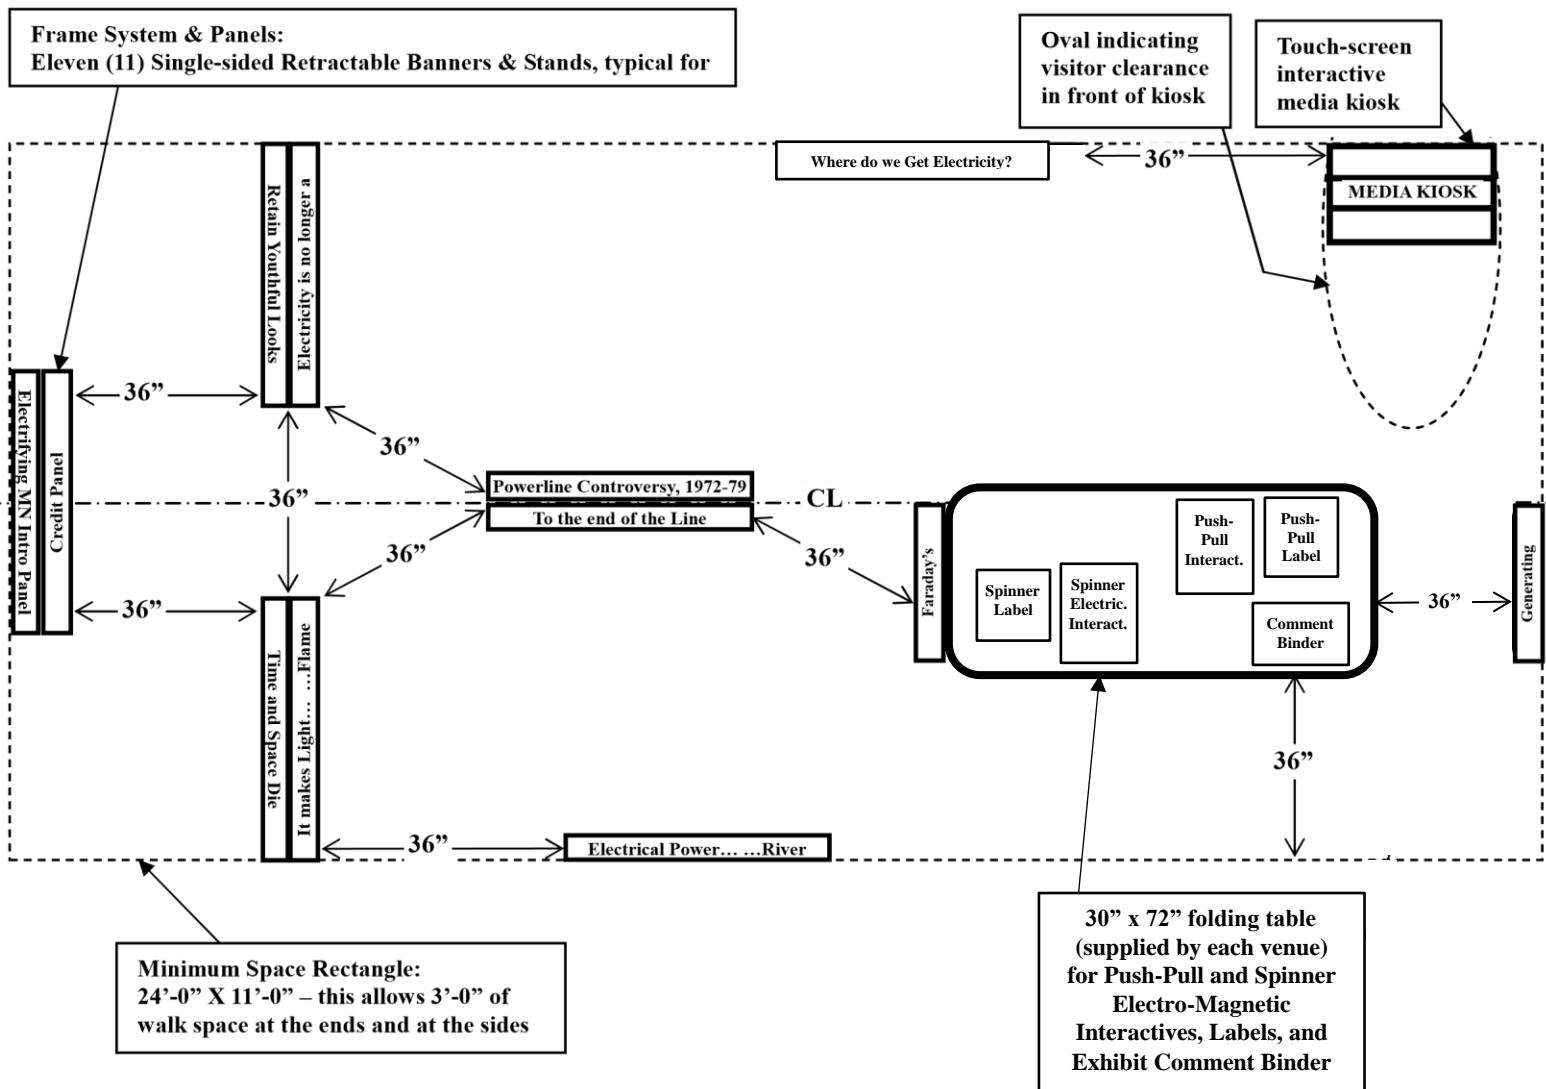 Frame System & Panels:
Eleven (11) Single-sided Retractable Banners & Stands, typical for
Oval indicating
visitor clearance
in front of kiosk
Touch-screen
interactive
media kiosk
Where do we Get Electricity?
36”
MEDIA KIOSK
Retain Youthful Looks
Electricity is no longer a
36”
36”
Electrifying MN Intro Panel
Credit Panel
36”
Powerline Controversy, 1972-79
To the end of the Line
CL
36”
36”
36”
Faraday’s
Spinner
Label
Spinner
Electric.
Interact.
Push-
Pull
Interact.
Push-
Pull
Label
Comment
Binder
36”
Generating
Time and Space Die
It makes Light… …Flame
36”
36”
Electrical Power… …River
Minimum Space Rectangle:
24’-0” X 11’-0” – this allows 3’-0” of
walk space at the ends and at the sides
30” x 72” folding table
(supplied by each venue)
for Push-Pull and Spinner
Electro-Magnetic
Interactives, Labels, and
Exhibit Comment Binder